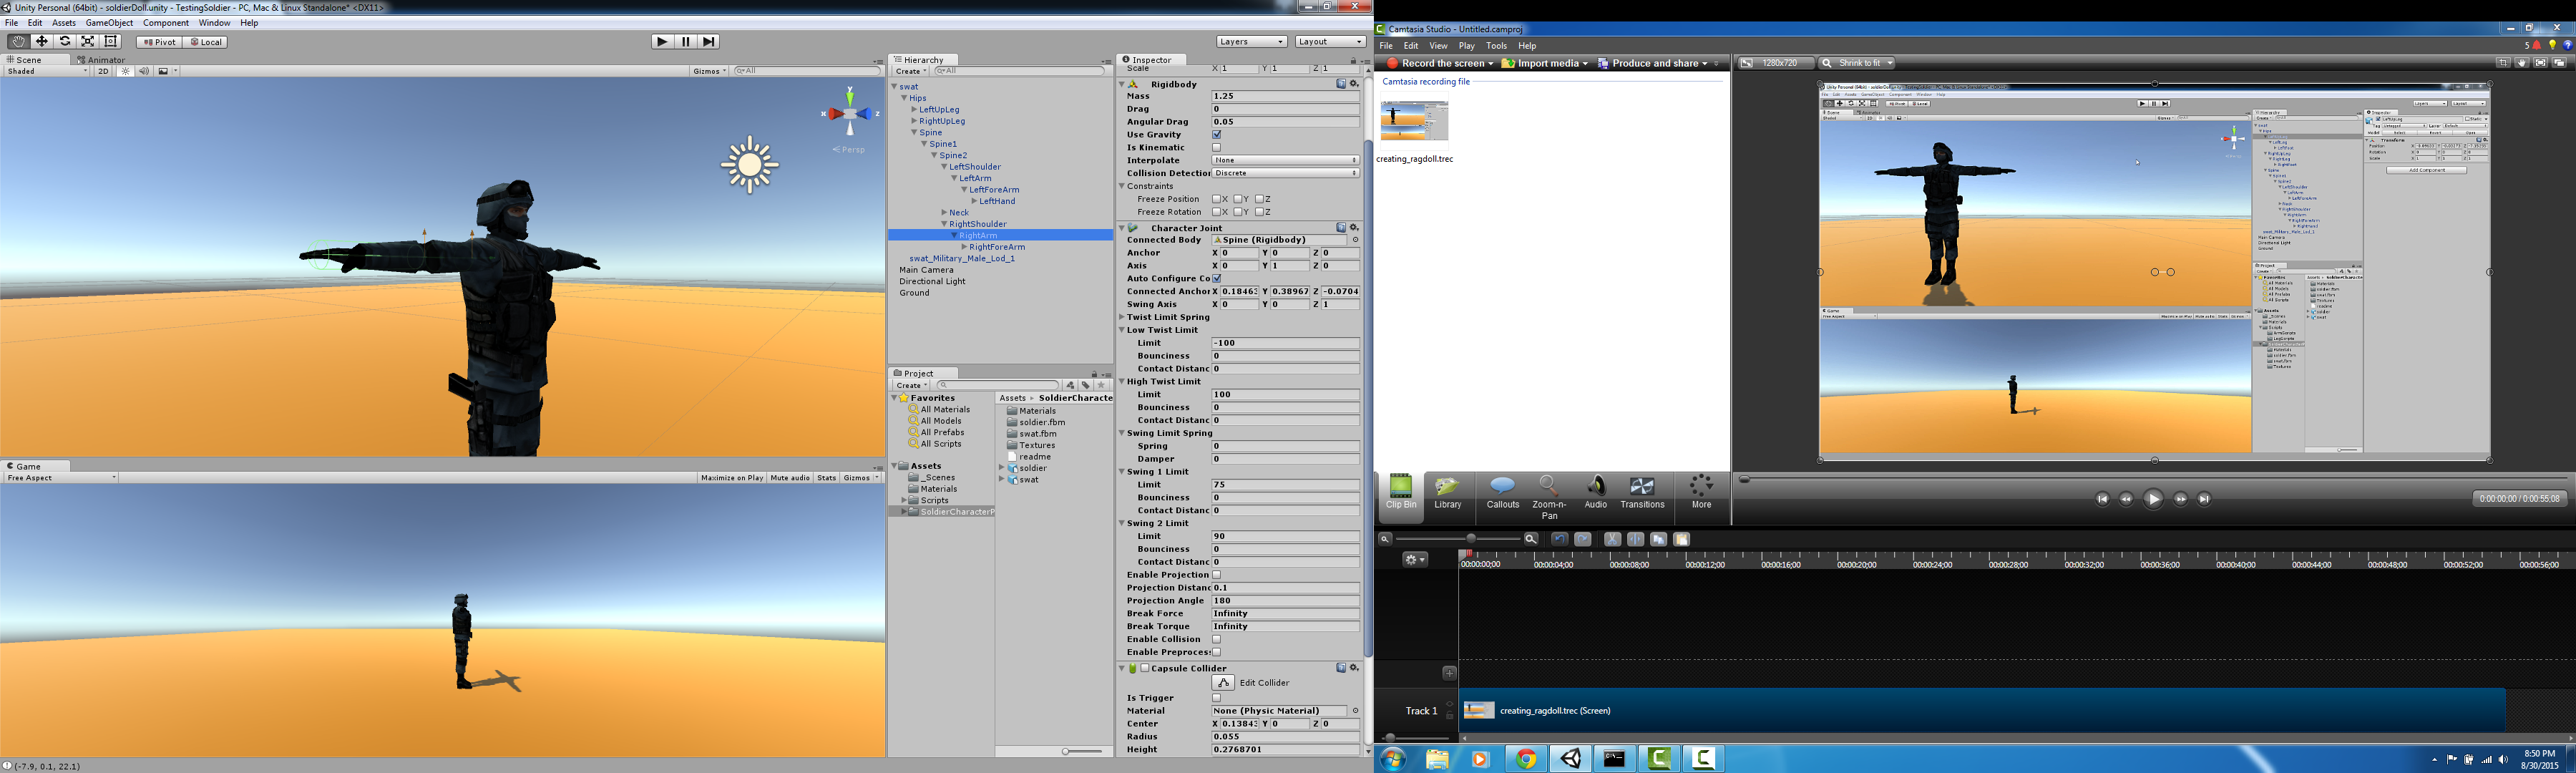 Unity Personal (64bit) - soldierDoll.unity - TestingSoldier - PC, Mac & Linux Standalone* <DX11>
File Edit Assets GameObject Component Window Help
Pivot Local Layers Layout
Scene Animator
Shaded 2D Gizmos All
y x z
Persp
Game
Free Aspect Maximize on Play Mute audio Stats Gizmos
(-7.9, 0.1, 22.1)
Hierarchy
Create All
swat
Hips
LeftUpLeg
RightUpLeg
Spine
Spine1
Spine2
LeftShoulder
LeftArm
LeftForeArm
LeftHand
Neck
RightShoulder
RightArm
RightForeArm
swat_Military_Male_Lod_1
Main Camera
Directional Light
Ground
Project
Create
Favorites
All Materials
All Models
All Prefabs
All Scripts
Assets
_Scenes
Materials
Scripts
SoldierCharacterP
Assets SoldierCharacte
Materials
soldier.fbm
swat.fbm
Textures
readme
soldier
swat
Inspector
Scale X 1 Y 1 Z 1
Rigidbody
Mass 1.25
Drag 0
Angular Drag 0.05
Use Gravity
Is Kinematic
Interpolate None
Collision Detection Discrete
Constraints
Freeze Position X Y Z
Freeze Rotation X Y Z
Character Joint
Connected Body Spine (Rigidbody)
Anchor X 0 Y 0 Z 0
Axis X 0 Y 1 Z 0
Auto Configure Co
Connected Anchor X 0.1846 Y 0.38967 Z -0.0704
Swing Axis X 0 Y 0 Z 1
Twist Limit Spring
Low Twist Limit
Limit -100
Bounciness 0
Contact Distanc 0
High Twist Limit
Limit 100
Bounciness 0
Contact Distanc 0
Swing Limit Spring
Spring 0
Damper 0
Swing 1 Limit
Limit 75
Bounciness 0
Contact Distanc 0
Swing 2 Limit
Limit 90
Bounciness 0
Contact Distanc 0
Enable Projection
Projection Distanc 0.1
Projection Angle 180
Break Force Infinity
Break Torque Infinity
Enable Collision
Enable Preproces
Capsule Collider
Edit Collider
Is Trigger
Material None (Physic Material)
Center X 0.1384 Y 0 Z 0
Radius 0.055
Height 0.2768701
Camtasia Studio - Untitled.camproj
File Edit View Play Tools Help 5
Record the screen Import media Produce and share
Camtasia recording file
creating_ragdoll.trec
1280x720 Shrink to fit
Clip Bin Library Callouts Zoom-n-Pan Audio Transitions More
0:00:00;00 / 0:00:55;08
00:00:00;00 00:00:04;00 00:00:08;00 00:00:12;00 00:00:16;00 00:00:20;00 00:00:24;00 00:00:28;00 00:00:32;00 00:00:36;00 00:00:40;00 00:00:44;00 00:00:48;00 00:00:52;00 00:00:56;00
Track 1 creating_ragdoll.trec (Screen)
8:50 PM
8/30/2015